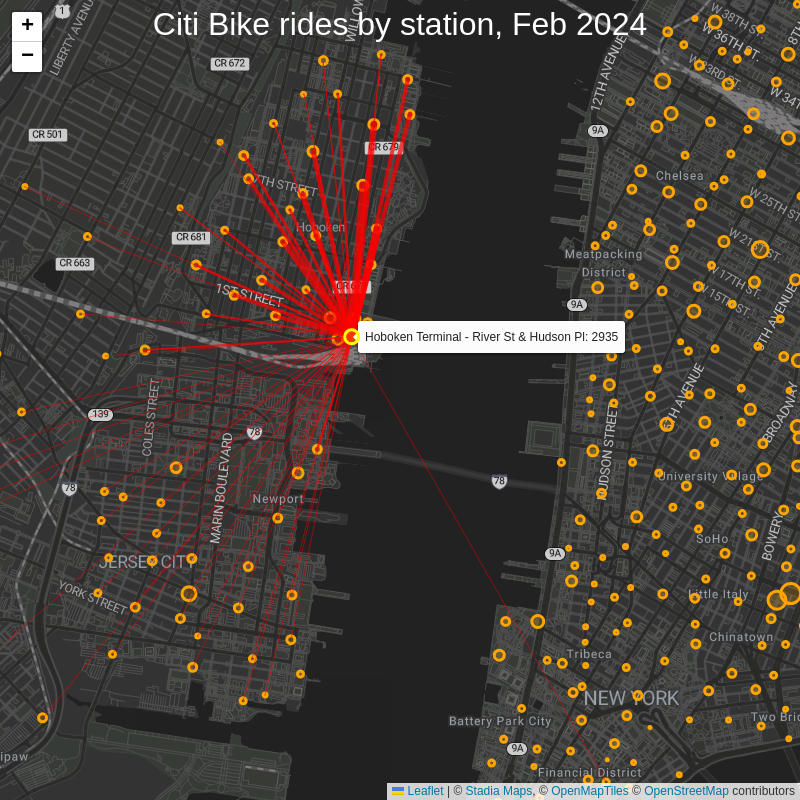 Citi Bike rides by station, Feb 2024
+
−
1
LIBERTY AVENUE
CR 672
W 38TH ST.
W 36TH ST.
W 33RD ST.
12TH AVENUE
CR 501
9A
CR 679
7TH STREET
Chelsea
W 25TH ST.
Hoboken
CR 681
CR 663
W 21ST ST.
Meatpacking
District
W 17TH ST.
W 15TH ST.
1ST STREET
9A
Hoboken Terminal - River St & Hudson Pl: 2935
COLES STREET
139
78
MARIN BOULEVARD
HUDSON STREET
BROADWAY
78
78
University Village
Newport
BOWERY
SoHo
9A
JERSEY CITY
YORK STREET
Little Italy
Chinatown
Tribeca
NEW YORK
Battery Park City
Two Bri
9A
ipaw
Financial District
Leaflet | © Stadia Maps, © OpenMapTiles © OpenStreetMap contributors